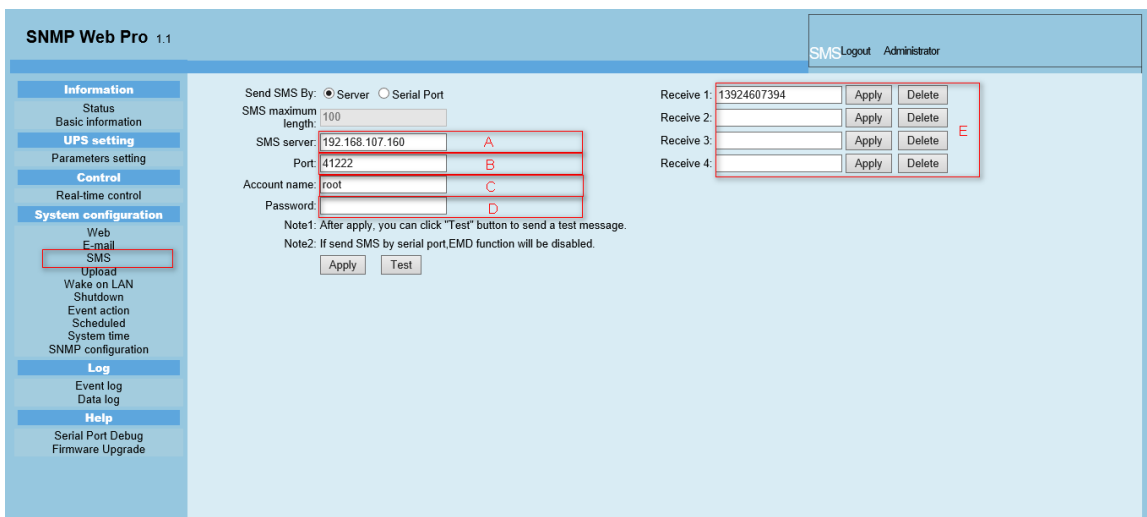 SNMP Web Pro 1.1
SMS Logout Administrator
Information
Status
Basic information
UPS setting
Parameters setting
Control
Real-time control
System configuration
Web
E-mail
SMS
Upload
Wake on LAN
Shutdown
Event action
Scheduled
System time
SNMP configuration
Log
Event log
Data log
Help
Serial Port Debug
Firmware Upgrade
Send SMS By: Server Serial Port
SMS maximum length: 100
SMS server: 192.168.107.160 A
Port: 41222 B
Account name: root C
Password: D
Note1: After apply, you can click "Test" button to send a test message.
Note2: If send SMS by serial port,EMD function will be disabled.
Apply Test
Receive 1: 13924607394 Apply Delete
Receive 2: Apply Delete
Receive 3: Apply Delete
Receive 4: Apply Delete
E